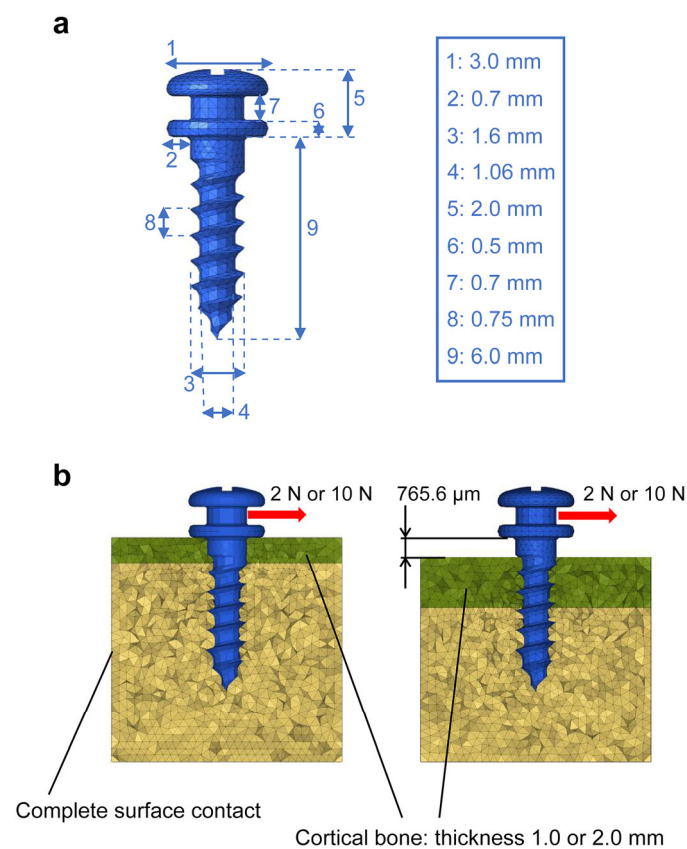 a
1
5
7
6
2
8
9
3
4
1: 3.0 mm
2: 0.7 mm
3: 1.6 mm
4: 1.06 mm
5: 2.0 mm
6: 0.5 mm
7: 0.7 mm
8: 0.75 mm
9: 6.0 mm
b
2 N or 10 N
765.6 μm
2 N or 10 N
Complete surface contact
Cortical bone: thickness 1.0 or 2.0 mm